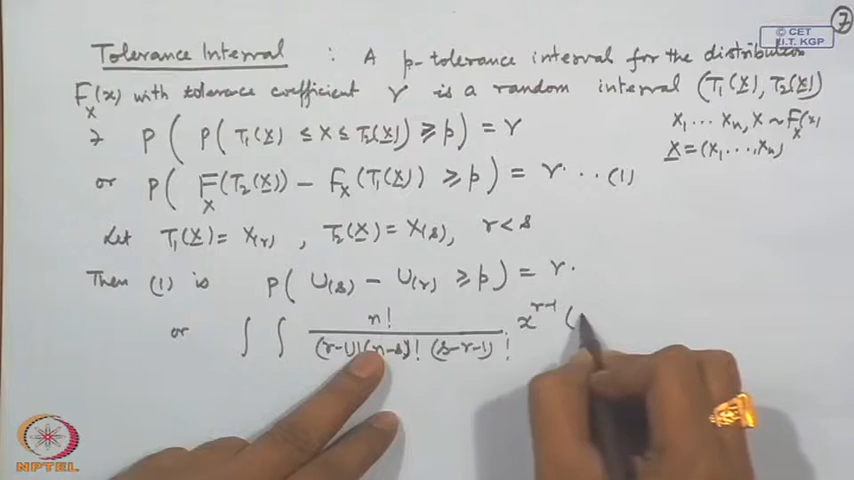 7
© CET
I.I.T. KGP
Tolerance Interval : A p-tolerance interval for the distribution
F_X(x) with tolerance coefficient γ is a random interval (T₁(X), T₂(X))
∋ P( P(T₁(X) ≤ X ≤ T₂(X)) ≥ p ) = γ
X₁ ... Xₙ, X ~ F_X(x)
X = (X₁ ... Xₙ)
or P( F_X(T₂(X)) - F_X(T₁(X)) ≥ p ) = γ ... (1)
Let T₁(X) = X₍r₎ , T₂(X) = X₍s₎, r < s
Then (1) is P( U₍s₎ - U₍r₎ ≥ p ) = γ.
or ∫ ∫ n! / (r-1)! (n-s)! (s-r-1)! x^{r-1} (
NPTEL